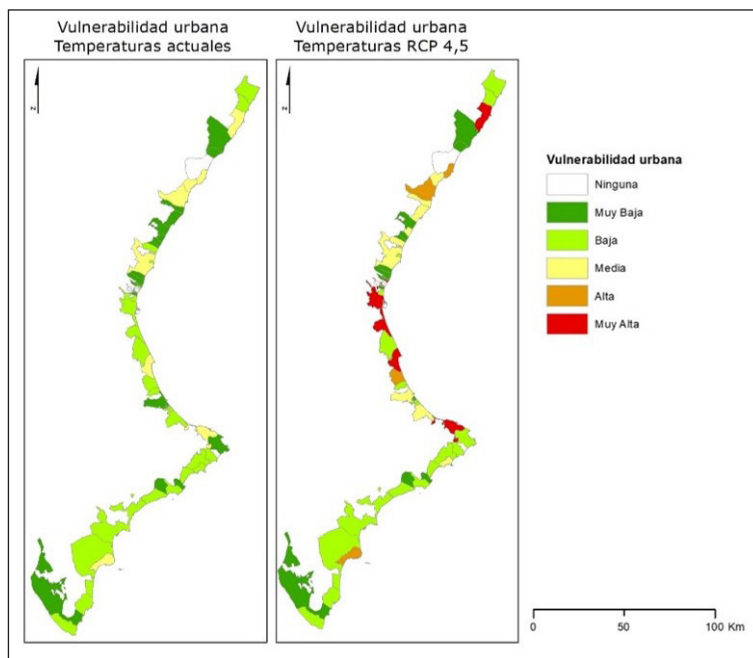 Vulnerabilidad urbana
Temperaturas actuales
Vulnerabilidad urbana
Temperaturas RCP 4,5
z
z
Vulnerabilidad urbana
Ninguna
Muy Baja
Baja
Media
Alta
Muy Alta
0 50 100 Km